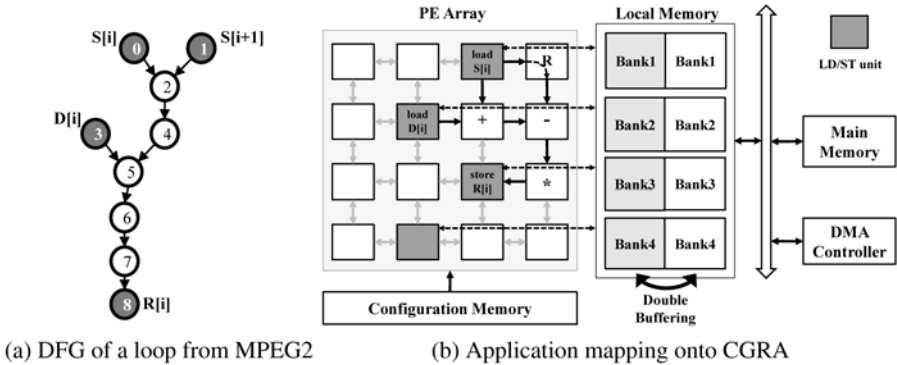 S[i]
S[i+1]
0
1
2
D[i]
3
4
5
6
7
8
R[i]
(a) DFG of a loop from MPEG2
PE Array
Local Memory
load
S[i]
R
load
D[i]
+
-
store
R[i]
*
Bank1
Bank1
Bank2
Bank2
Bank3
Bank3
Bank4
Bank4
Configuration Memory
Double
Buffering
LD/ST unit
Main
Memory
DMA
Controller
(b) Application mapping onto CGRA